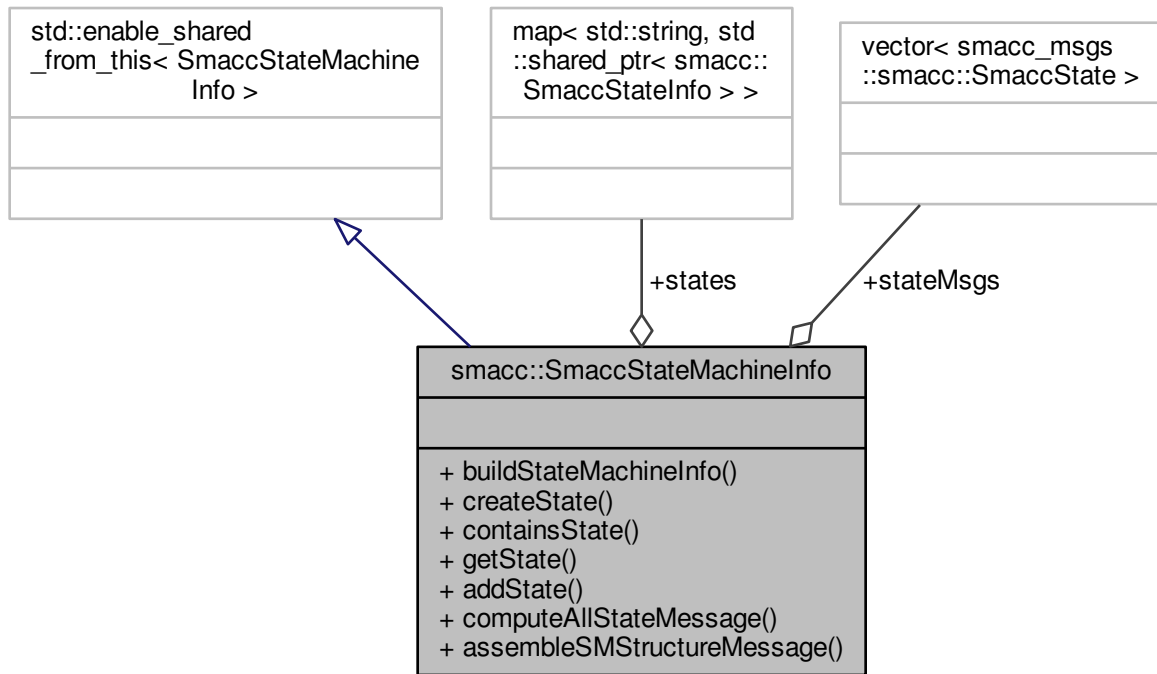 std::enable_shared
_from_this< SmaccStateMachine
Info >
map< std::string, std
::shared_ptr< smacc::
SmaccStateInfo > >
vector< smacc_msgs
::smacc::SmaccState >
+states
+stateMsgs
smacc::SmaccStateMachineInfo
+ buildStateMachineInfo()
+ createState()
+ containsState()
+ getState()
+ addState()
+ computeAllStateMessage()
+ assembleSMStructureMessage()